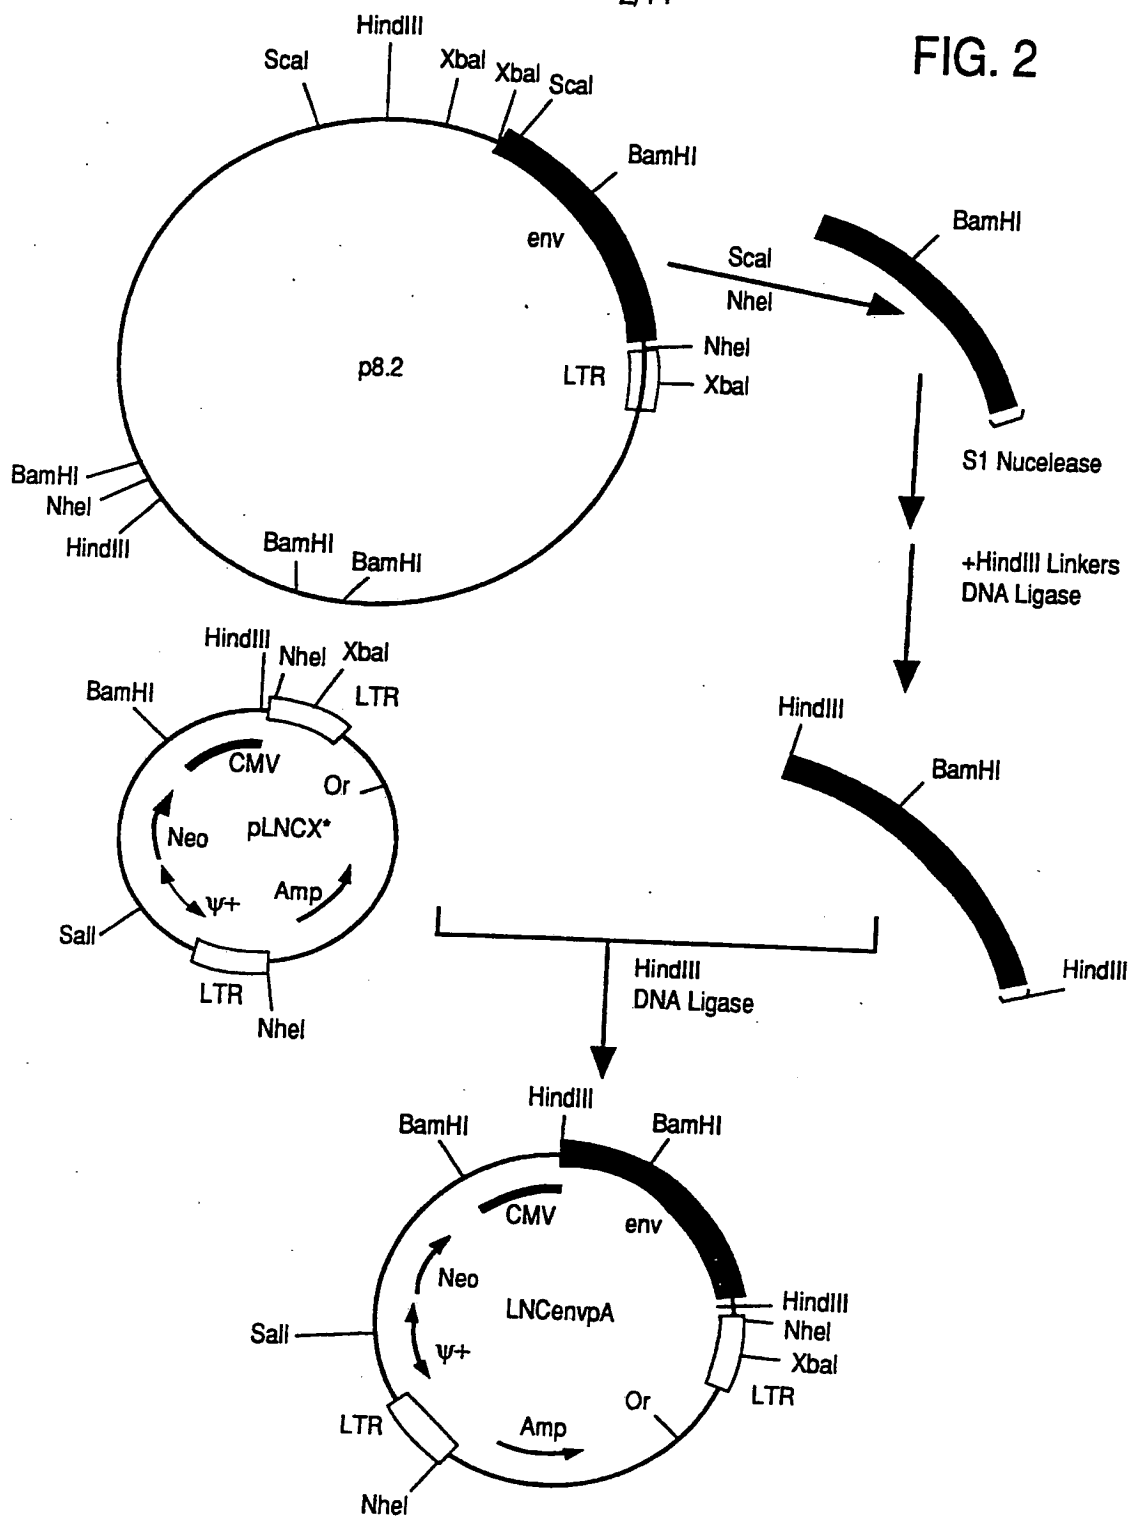 FIG. 2
HindIII
ScaI
XbaI
XbaI
ScaI
BamHI
env
BamHI
ScaI
NheI
p8.2
LTR
NheI
XbaI
S1 Nucelease
BamHI
NheI
HindIII
BamHI
BamHI
+HindIII Linkers
DNA Ligase
HindIII
NheI
XbaI
LTR
BamHI
CMV
Or
Neo
pLNCX*
Amp
ψ+
SalI
LTR
NheI
HindIII
BamHI
HindIII
HindIII
DNA Ligase
HindIII
BamHI
BamHI
CMV
env
Neo
LNCenvpA
HindIII
NheI
XbaI
LTR
SalI
ψ+
Or
LTR
Amp
NheI